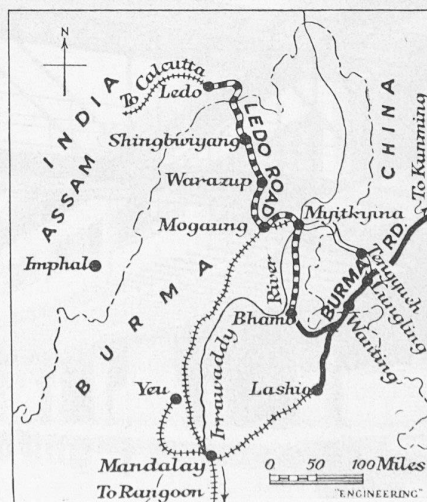 N
INDIA
ASSAM
To Calcutta
Ledo
LEDO ROAD
CHINA
To Kunming
Shingbwiyang
Warazup
Mogaung
Myitkyina
Imphal
BURMA
River
Irrawaddy
Bhamo
BURMA RD.
Tengyueh
Lungling
Wanting
Yeu
Lashio
Mandalay
To Rangoon
0 50 100 Miles
"ENGINEERING"